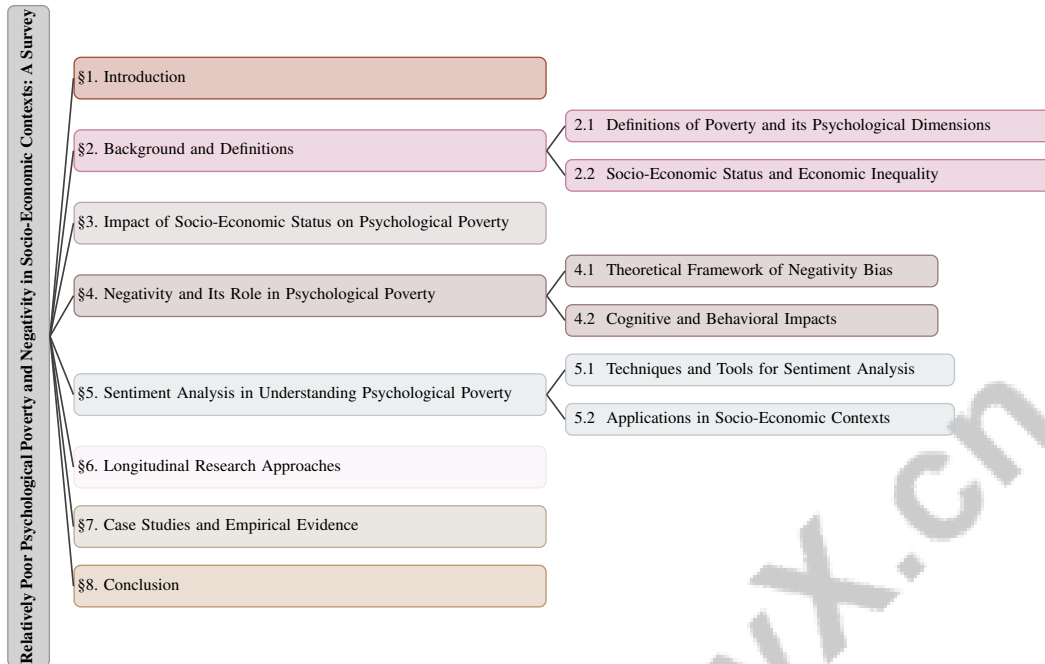 Relatively Poor Psychological Poverty and Negativity in Socio-Economic Contexts: A Survey
§1. Introduction
§2. Background and Definitions
2.1 Definitions of Poverty and its Psychological Dimensions
2.2 Socio-Economic Status and Economic Inequality
§3. Impact of Socio-Economic Status on Psychological Poverty
§4. Negativity and Its Role in Psychological Poverty
4.1 Theoretical Framework of Negativity Bias
4.2 Cognitive and Behavioral Impacts
§5. Sentiment Analysis in Understanding Psychological Poverty
5.1 Techniques and Tools for Sentiment Analysis
5.2 Applications in Socio-Economic Contexts
§6. Longitudinal Research Approaches
§7. Case Studies and Empirical Evidence
§8. Conclusion